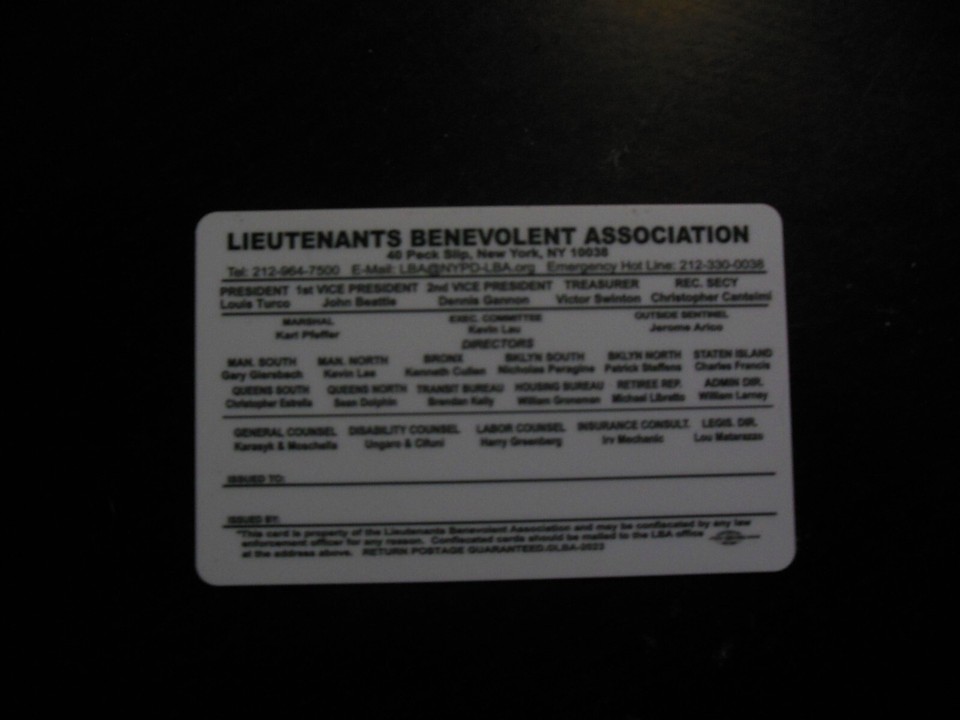 LIEUTENANTS BENEVOLENT ASSOCIATION
40 Peck Slip, New York, NY 10038
Tel: 212-964-7500 E-Mail: LBA@NYPD-LBA.org Emergency Hot Line: 212-330-0038
PRESIDENT 1st VICE PRESIDENT 2nd VICE PRESIDENT TREASURER REC. SECY
Louis Turco John Beattie Dennis Gannon Victor Swinton Christopher Cantelmi
MARSHAL EXEC. COMMITTEE OUTSIDE SENTINEL
Karl Pfeffer Kevin Lau Jerome Arico
DIRECTORS
MAN. SOUTH MAN. NORTH BRONX BKLYN SOUTH BKLYN NORTH STATEN ISLAND
Gary Kevin Lee Kenneth Cullen Nicholas Peragine Patrick Steffens Charles Francis
QUEENS SOUTH QUEENS NORTH TRANSIT BUREAU HOUSING BUREAU RETIREE REP. ADMIN DIR.
Christopher Estrella Sean Dolphin Brendan Kelly William Michael Libretto William Larney
GENERAL COUNSEL DISABILITY COUNSEL LABOR COUNSEL INSURANCE CONSULT. LEGIS. DIR.
Karasyk & Moschella Ungaro & Cifuni Harry Greenberg Irv Mechanic Lou Matarazzo
ISSUED TO:
ISSUED BY:
"This card is property of the Lieutenants Benevolent Association and may be confiscated by any law
enforcement officer for any reason. Confiscated cards should be mailed to the LBA office
at the address above. RETURN POSTAGE GUARANTEED.©LBA-2023